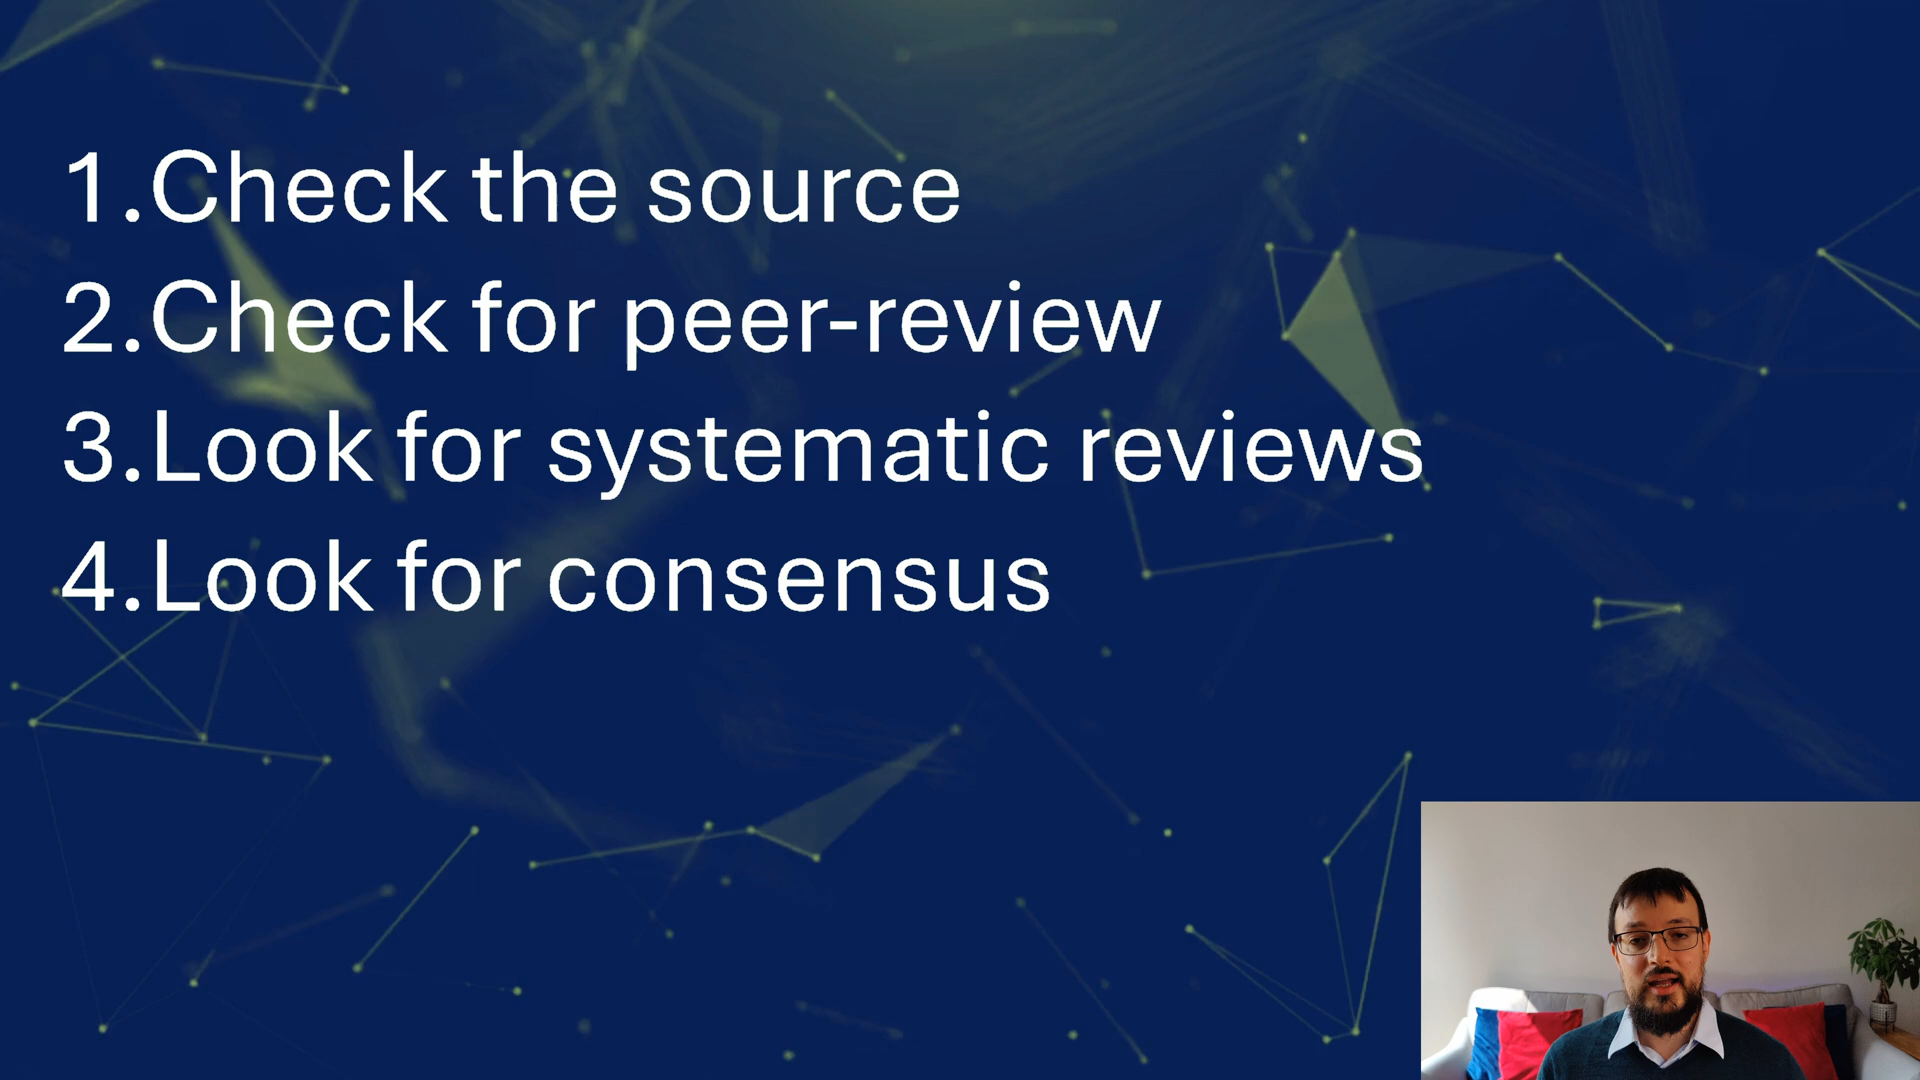 1.Check the source
2.Check for peer-review
3.Look for systematic reviews
4.Look for consensus